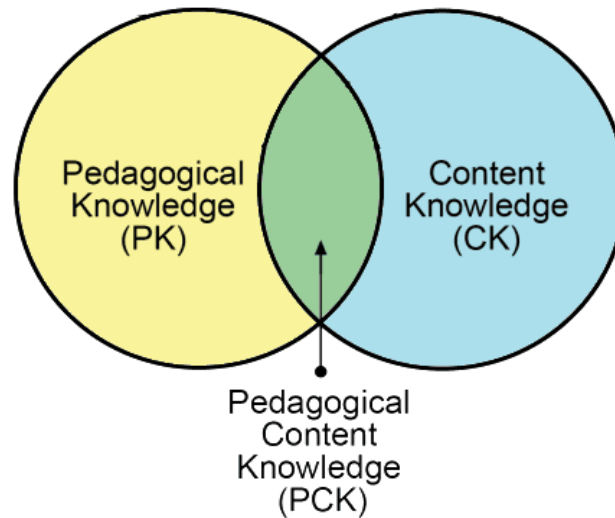 Pedagogical
Knowledge
(PK)
Content
Knowledge
(CK)
Pedagogical
Content
Knowledge
(PCK)